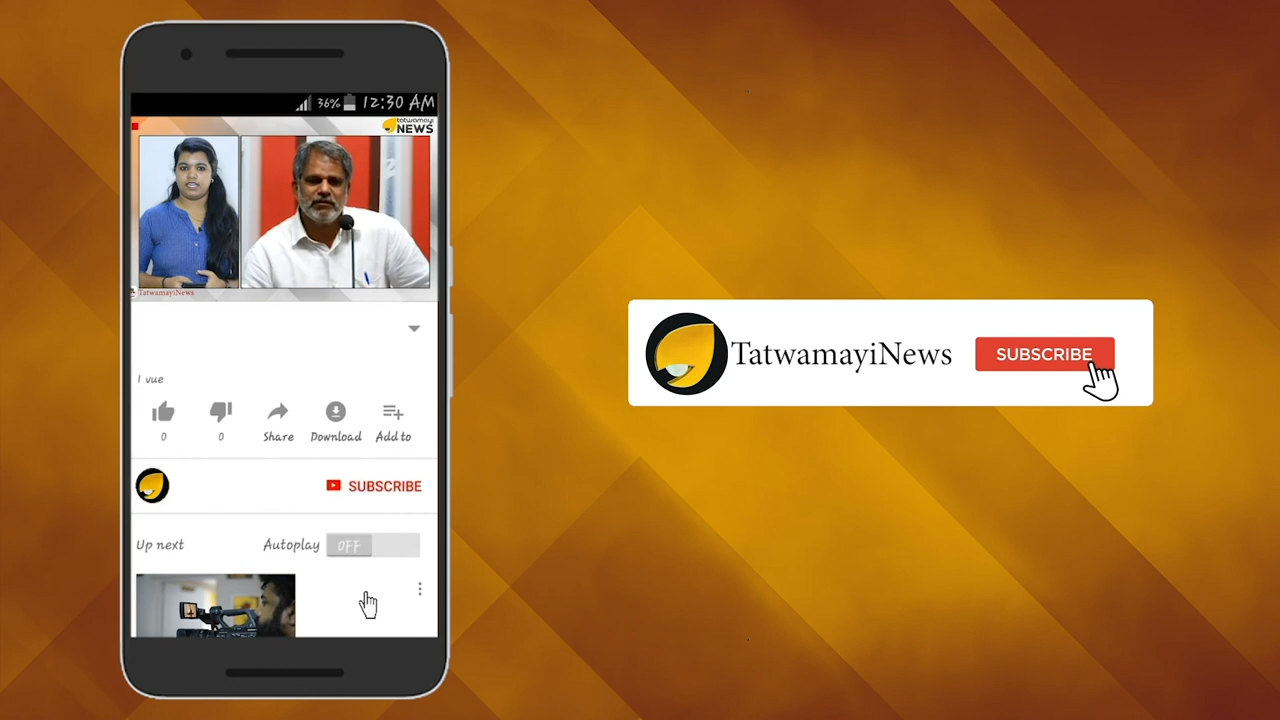 36% 12:30 AM
tatwamayi
NEWS
TatwamayiNews
1 vue
0
0
Share
Download
Add to
SUBSCRIBE
Up next
Autoplay
OFF
TatwamayiNews
SUBSCRIBE